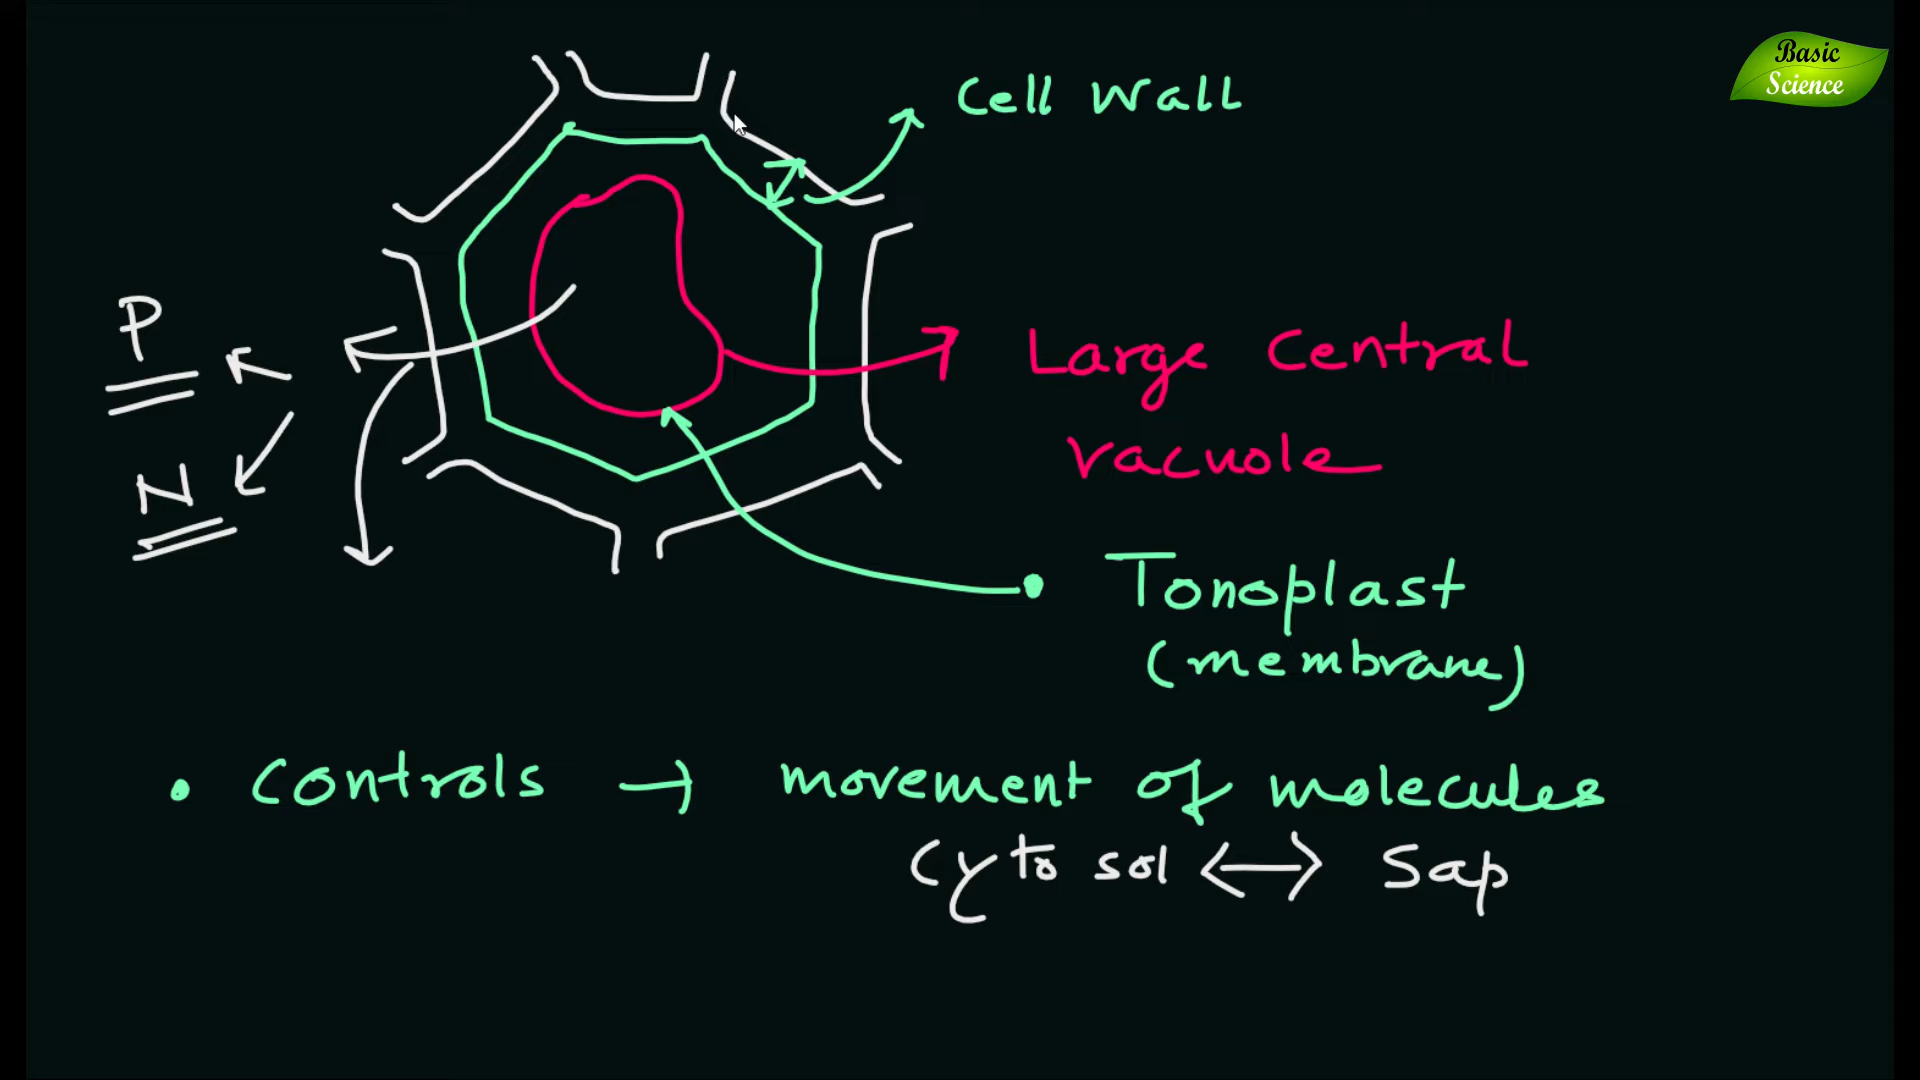 Basic
Science
Cell Wall
P
Large Central
Vacuole
N
Tonoplast
(membrane)
• Controls → movement of molecules
Cytosol ↔ Sap